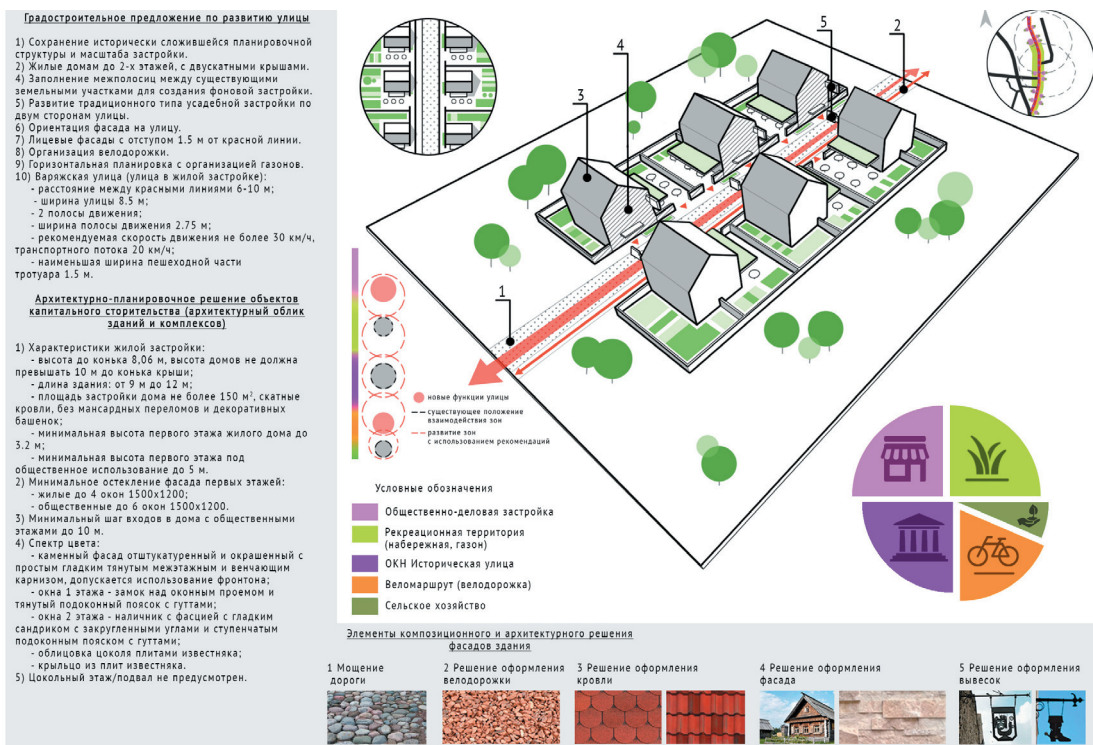 Градостроительное предложение по развитию улицы
1) Сохранение исторически сложившейся планировочной
структуры и масштаба застройки.
2) Жилые домам до 2-х этажей, с двускатными крышами.
4) Заполнение межполосиц между существующими
земельными участками для создания фоновой застройки.
5) Развитие традиционного типа усадебной застройки по
двум сторонам улицы.
6) Ориентация фасада на улицу.
7) Лицевые фасады с отступом 1.5 м от красной линии.
8) Организация велодорожки.
9) Горизонтальная планировка с организацией газонов.
10) Варяжская улица (улица в жилой застройке):
- расстояние между красными линиями 6-10 м;
- ширина улицы 8.5 м;
- 2 полосы движения;
- ширина полосы движения 2.75 м;
- рекомендуемая скорость движения не более 30 км/ч,
транспортного потока 20 км/ч;
- наименьшая ширина пешеходной части
тротуара 1.5 м.
Архитектурно-планировочное решение объектов
капитального сторительства (архитектурный облик
зданий и комплексов)
1) Характеристики жилой застройки:
- высота до конька 8,06 м, высота домов не должна
превышать 10 м до конька крыши;
- длина здания: от 9 м до 12 м;
- площадь застройки дома не более 150 м², скатные
кровли, без мансардных переломов и декоративных
башенок;
- минимальная высота первого этажа жилого дома до
3.2 м;
- минимальная высота первого этажа под
общественное использование до 5 м.
2) Минимальное остекление фасада первых этажей:
- жилые до 4 окон 1500х1200;
- общественные до 6 окон 1500х1200.
3) Минимальный шаг входов в дома с общественными
этажами до 10 м.
4) Спектр цвета:
- каменный фасад отштукатуренный и окрашенный с
простым гладким тянутым межэтажным и венчающим
карнизом, допускается использование фронтона;
- окна 1 этажа - замок над оконным проемом и
тянутый подоконный поясок с гуттами;
- окна 2 этажа - наличник с фасцией с гладким
сандриком с закругленными углами и ступенчатым
подоконным пояском с гуттами;
- облицовка цоколя плитами известняка;
- крыльцо из плит известняка.
5) Цокольный этаж/подвал не предусмотрен.
5
2
4
3
1
новые функции улицы
существующее положение
взаимодействия зон
развитие зон
с использованием рекомендаций
Условные обозначения
Общественно-деловая застройка
Рекреационная территория
(набережная, газон)
ОКН Историческая улица
Веломаршрут (велодорожка)
Сельское хозяйство
Элементы композиционного и архитектурного решения
фасадов здания
1 Мощение
дороги
2 Решение оформления
велодорожки
3 Решение оформления
кровли
4 Решение оформления
фасада
5 Решение оформления
вывесок